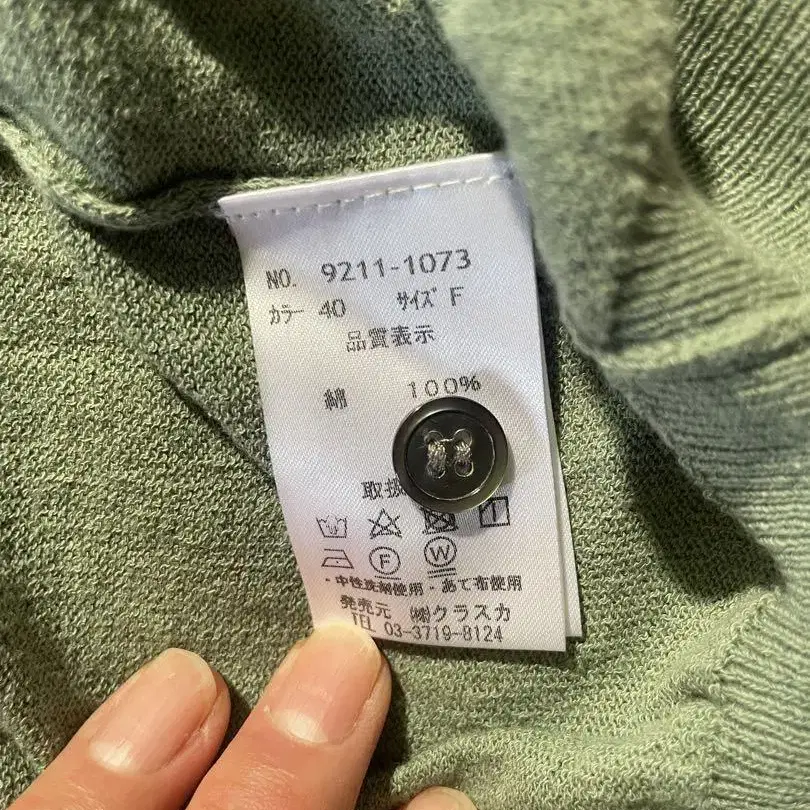 NO. 9211-1073
カラー 40 サイズ F
品質表示
綿 100%
取扱
F W
・中性洗剤使用・あて布使用
発売元 ㈱クラスカ
TEL 03-3719-8124